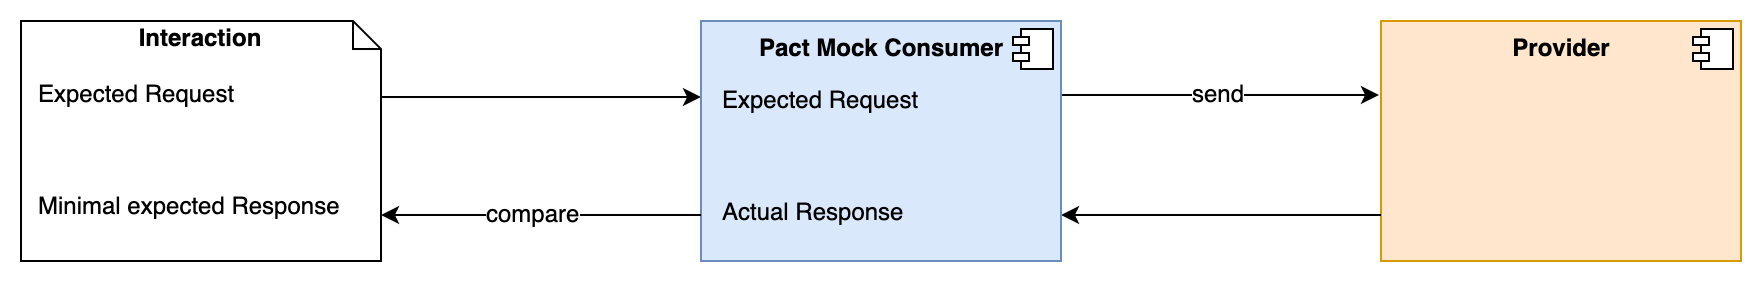 Interaction
Expected Request
Minimal expected Response
compare
Pact Mock Consumer
Expected Request
Actual Response
send
Provider